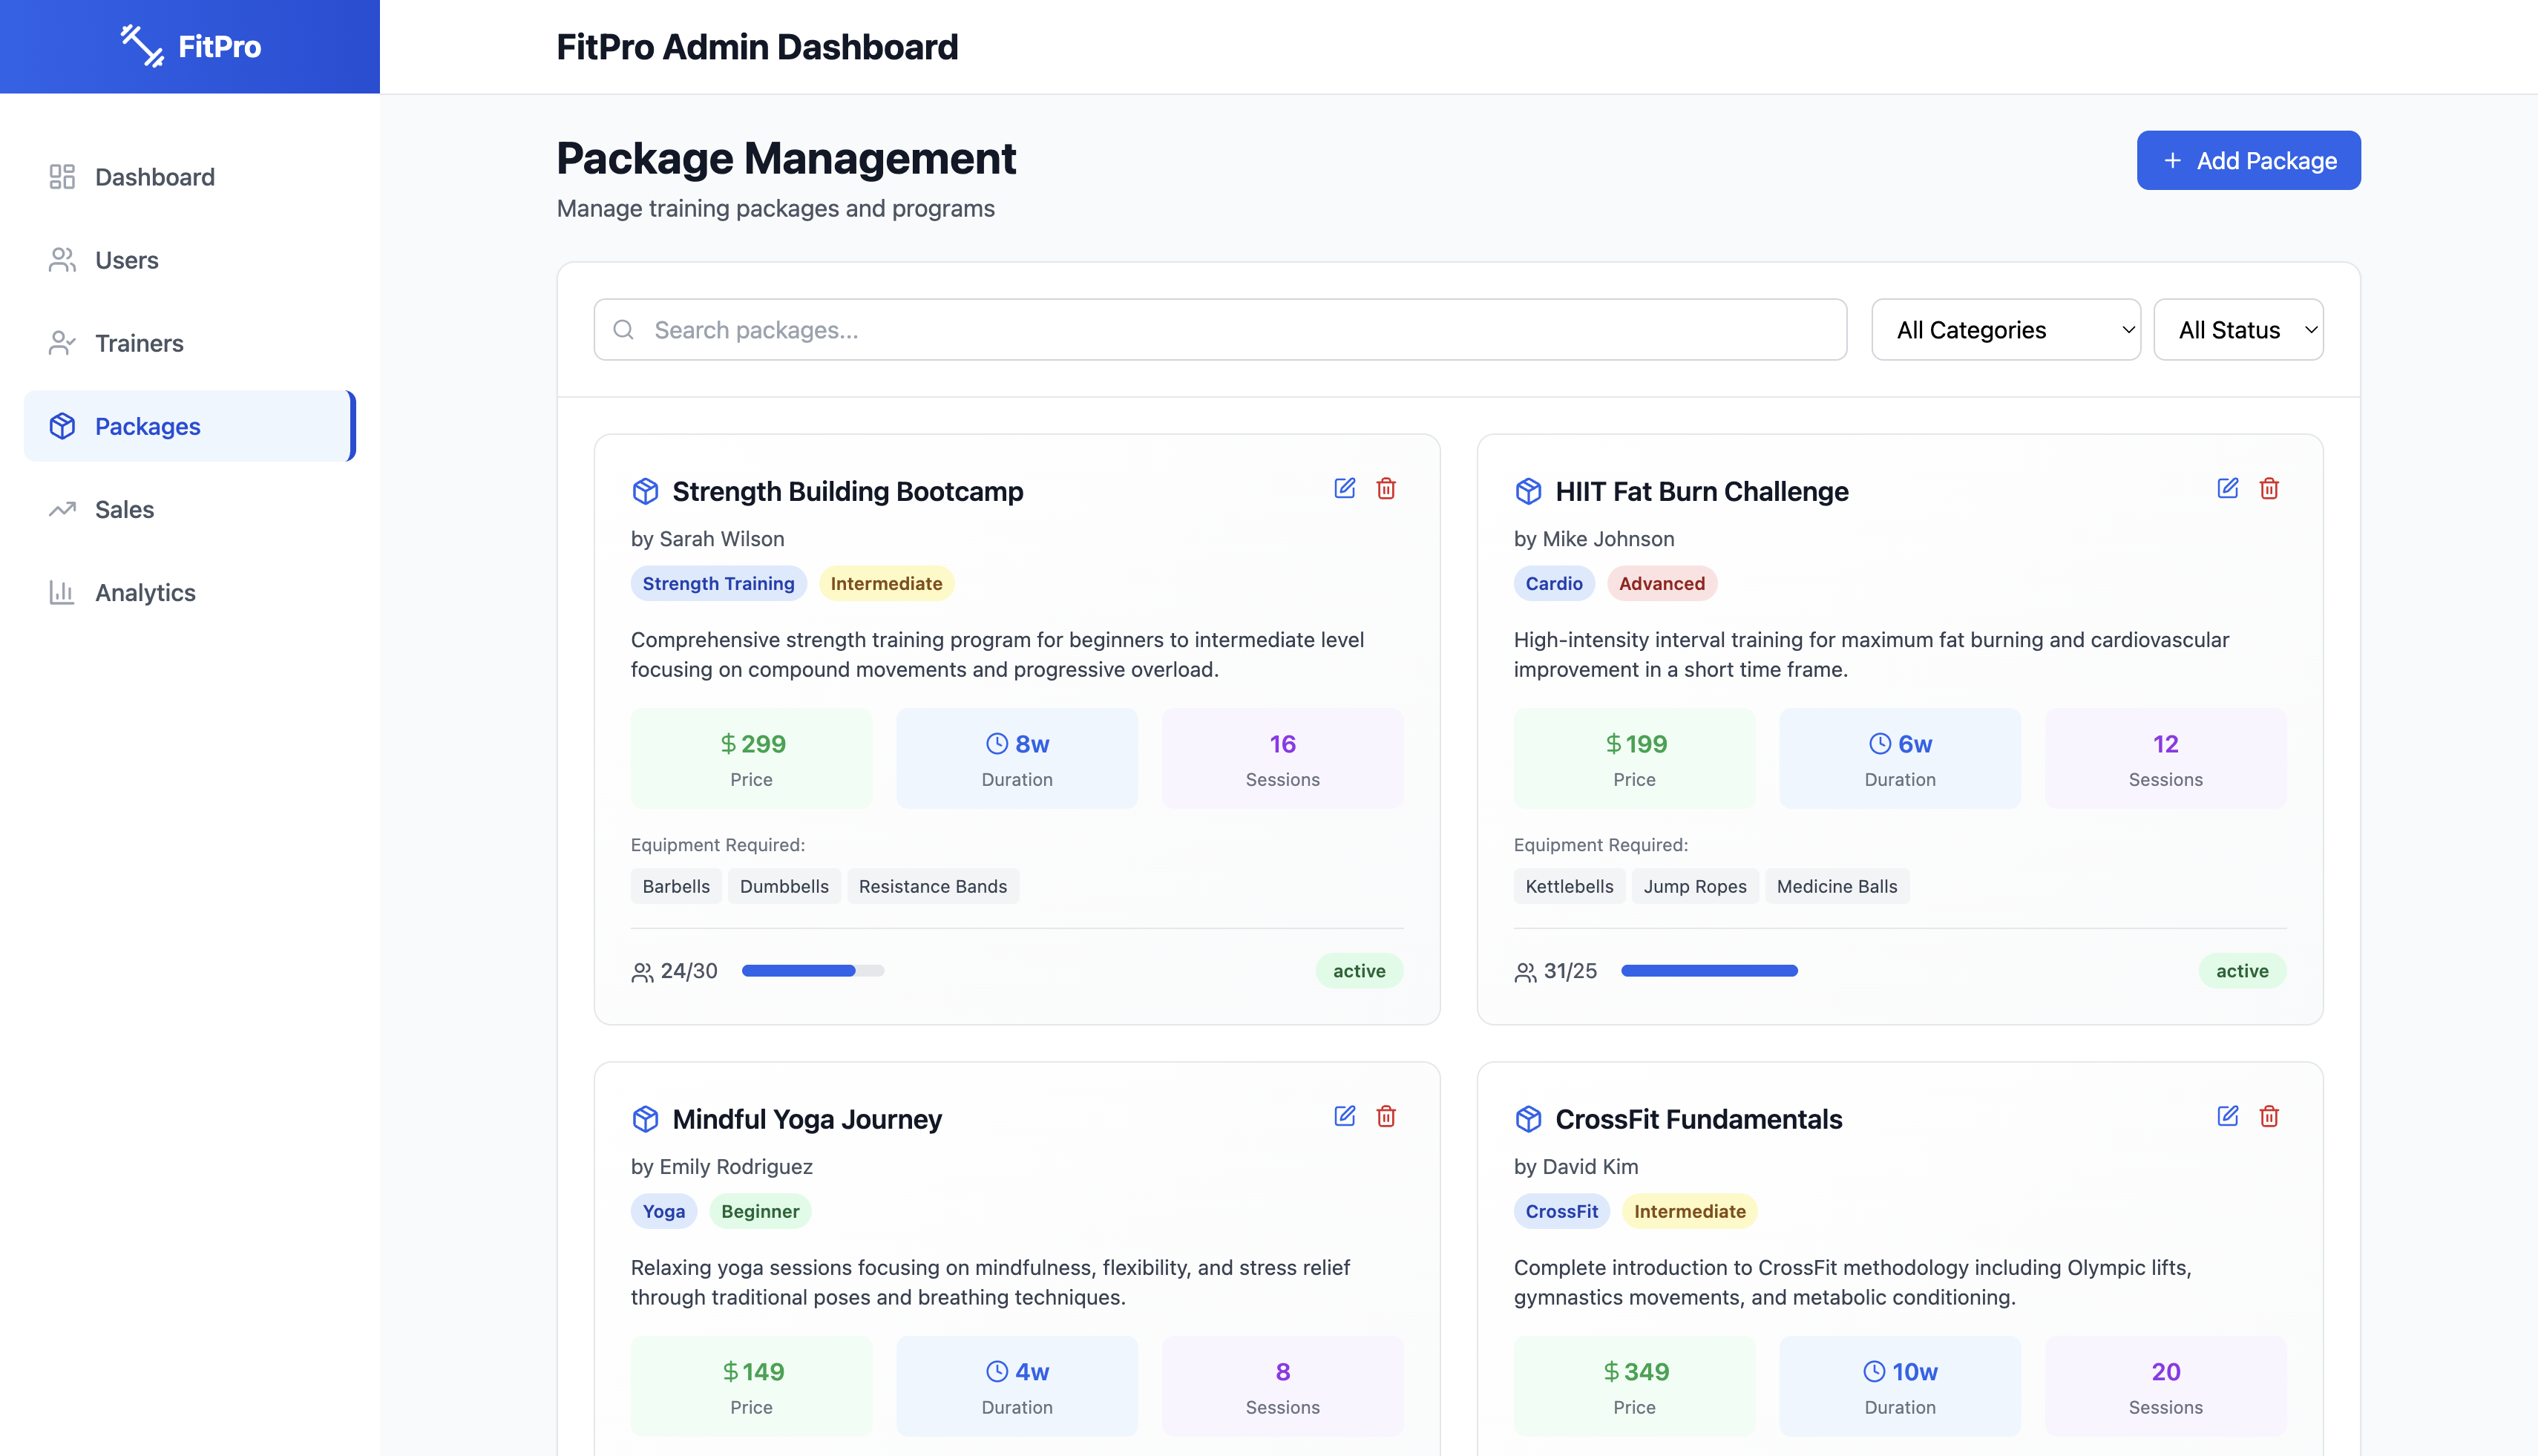 FitPro
FitPro Admin Dashboard
Dashboard
Users
Trainers
Packages
Sales
Analytics
Package Management
Manage training packages and programs
Add Package
Search packages...
All Categories
All Status
Strength Building Bootcamp
by Sarah Wilson
Strength Training
Intermediate
Comprehensive strength training program for beginners to intermediate level
focusing on compound movements and progressive overload.
$299
Price
8w
Duration
16
Sessions
Equipment Required:
Barbells
Dumbbells
Resistance Bands
24/30
active
HIIT Fat Burn Challenge
by Mike Johnson
Cardio
Advanced
High-intensity interval training for maximum fat burning and cardiovascular
improvement in a short time frame.
$199
Price
6w
Duration
12
Sessions
Equipment Required:
Kettlebells
Jump Ropes
Medicine Balls
31/25
active
Mindful Yoga Journey
by Emily Rodriguez
Yoga
Beginner
Relaxing yoga sessions focusing on mindfulness, flexibility, and stress relief
through traditional poses and breathing techniques.
$149
Price
4w
Duration
8
Sessions
CrossFit Fundamentals
by David Kim
CrossFit
Intermediate
Complete introduction to CrossFit methodology including Olympic lifts,
gymnastics movements, and metabolic conditioning.
$349
Price
10w
Duration
20
Sessions